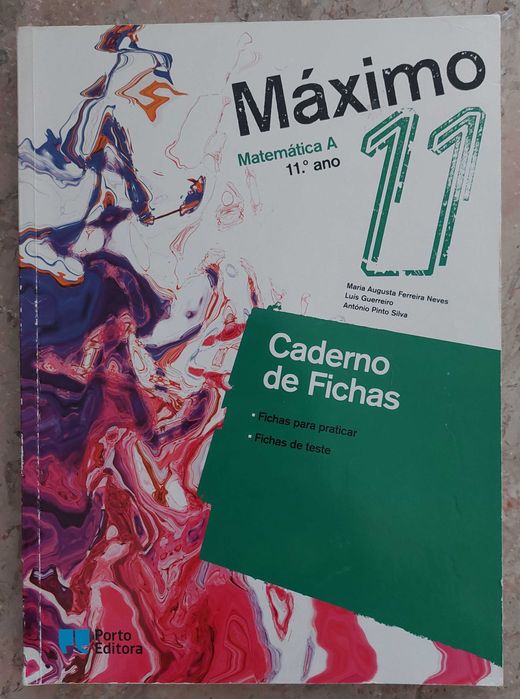 Máximo
11
Matemática A
11.º ano
Maria Augusta Ferreira Neves
Luís Guerreiro
António Pinto Silva
Caderno
de Fichas
▪ Fichas para praticar
▪ Fichas de teste
Porto
Editora